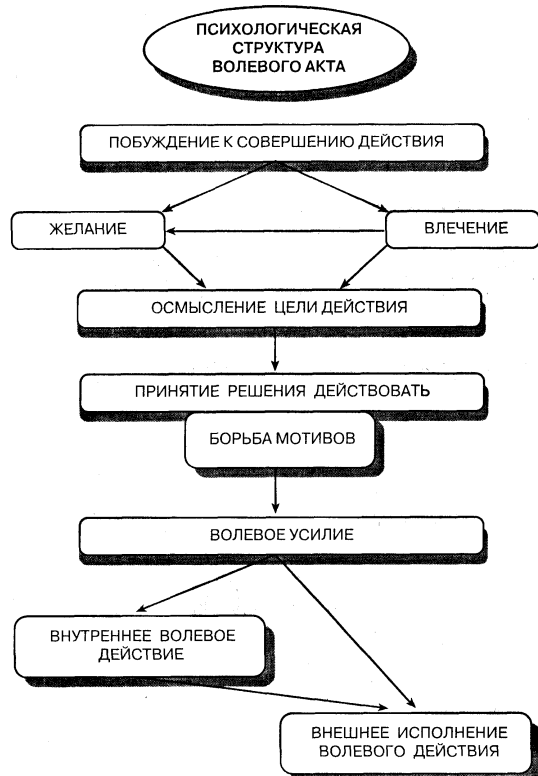 ПСИХОЛОГИЧЕСКАЯ
СТРУКТУРА
ВОЛЕВОГО АКТА
ПОБУЖДЕНИЕ К СОВЕРШЕНИЮ ДЕЙСТВИЯ
ЖЕЛАНИЕ
ВЛЕЧЕНИЕ
ОСМЫСЛЕНИЕ ЦЕЛИ ДЕЙСТВИЯ
ПРИНЯТИЕ РЕШЕНИЯ ДЕЙСТВОВАТЬ
БОРЬБА МОТИВОВ
ВОЛЕВОЕ УСИЛИЕ
ВНУТРЕННЕЕ ВОЛЕВОЕ
ДЕЙСТВИЕ
ВНЕШНЕЕ ИСПОЛНЕНИЕ
ВОЛЕВОГО ДЕЙСТВИЯ